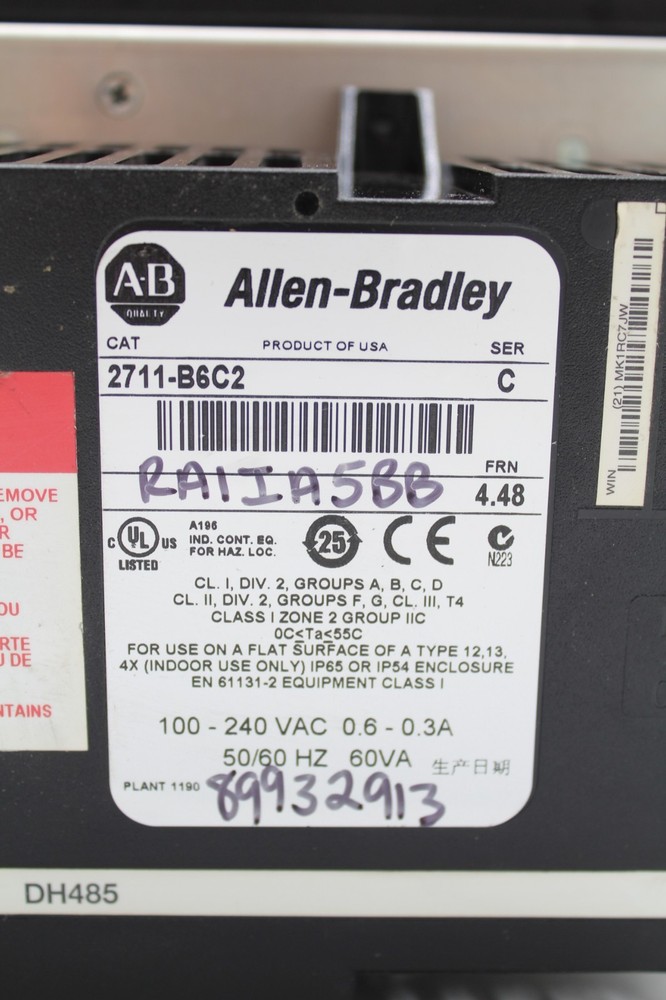 A-B
QUALITY
Allen-Bradley
CAT
PRODUCT OF USA
SER
2711-B6C2
C
FRN
RA1IA5BB
4.48
C UL US
LISTED
A196
IND. CONT. EQ.
FOR HAZ. LOC.
25
CE
N223
CL. I, DIV. 2, GROUPS A, B, C, D
CL. II, DIV. 2, GROUPS F, G, CL. III, T4
CLASS I ZONE 2 GROUP IIC
0C≤Ta≤55C
FOR USE ON A FLAT SURFACE OF A TYPE 12,13,
4X (INDOOR USE ONLY) IP65 OR IP54 ENCLOSURE
EN 61131-2 EQUIPMENT CLASS I
100 - 240 VAC 0.6 - 0.3A
50/60 HZ 60VA
生产日期
PLANT 1190
89932913
DH485
WIN
(21) MK1RC7JW
EMOVE
, OR
R
BE
OU
RTE
U DE
NTAINS